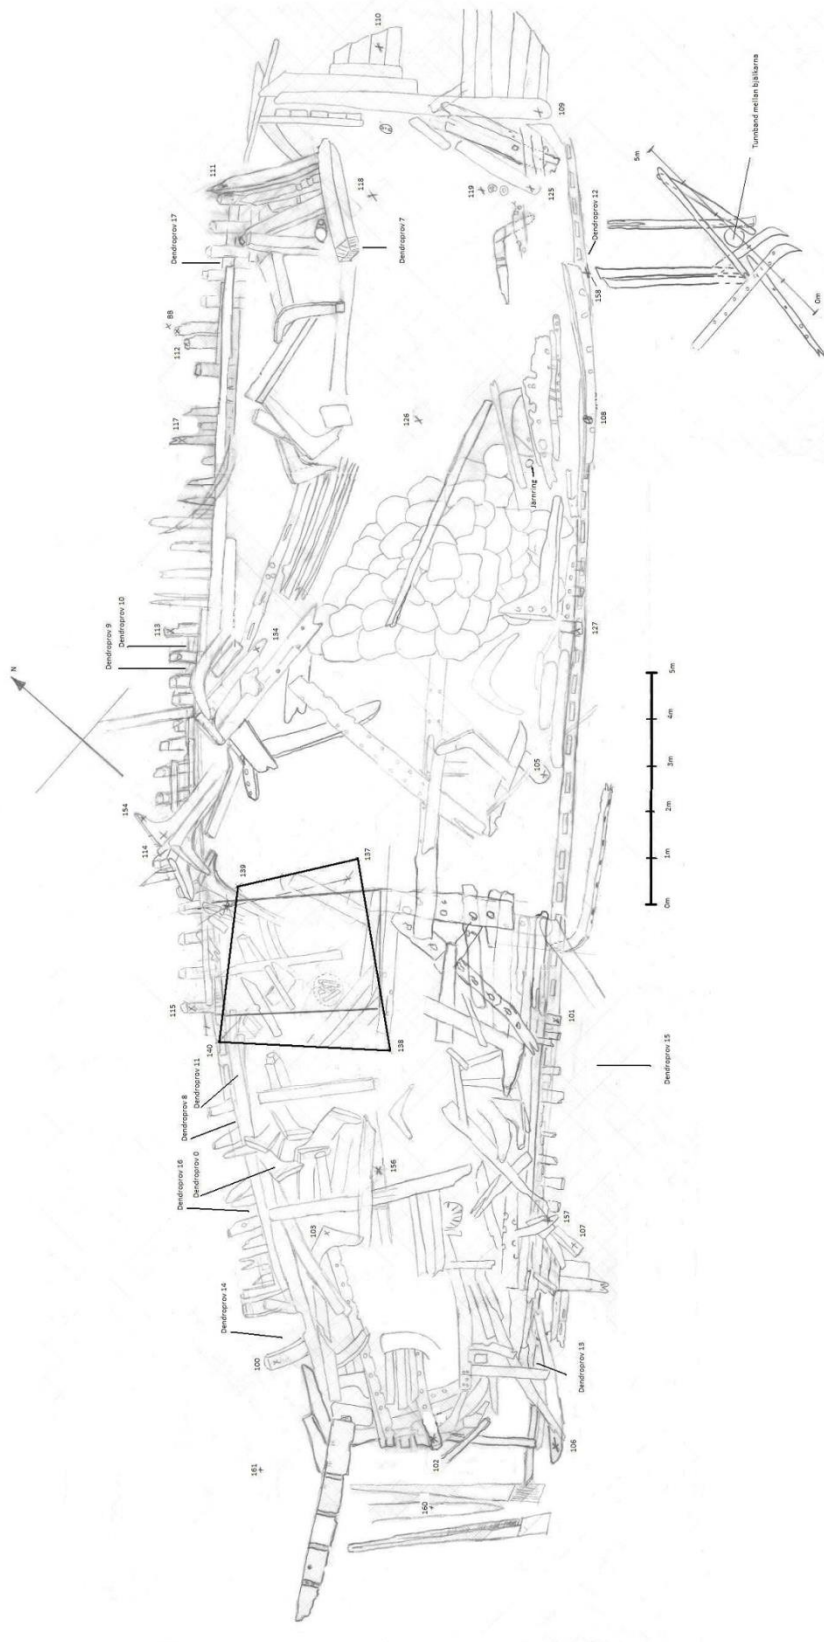 110
109
111
Dendroprov 17
118
119
125
Dendroprov 12
Dendroprov 7
5m
Tunnband mellan bjälkarna
0m
88
112
158
117
126
108
Järnring
Dendroprov 9
Dendroprov 10
113
134
127
N
5m
4m
3m
2m
1m
0m
154
114
105
139
137
115
140
138
101
Dendroprov 15
Dendroprov 11
Dendroprov 8
Dendroprov 0
Dendroprov 16
156
157
107
103
Dendroprov 14
100
Dendroprov 13
102
106
161
160